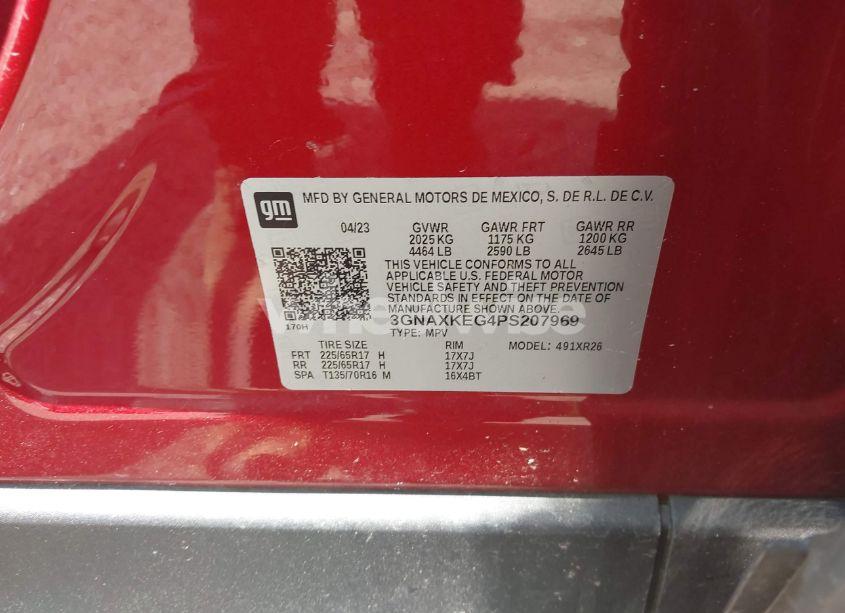 gm MFD BY GENERAL MOTORS DE MEXICO, S. DE R.L. DE C.V.
04/23 GVWR GAWR FRT GAWR RR
2025 KG 1175 KG 1200 KG
4464 LB 2590 LB 2645 LB
THIS VEHICLE CONFORMS TO ALL
APPLICABLE U.S. FEDERAL MOTOR
VEHICLE SAFETY AND THEFT PREVENTION
STANDARDS IN EFFECT ON THE DATE OF
MANUFACTURE SHOWN ABOVE.
170H 3GNAXKEG4PS207969
TYPE: MPV MODEL: 491XR26
TIRE SIZE RIM
FRT 225/65R17 H 17X7J
RR 225/65R17 H 17X7J
SPA T135/70R16 M 16X4BT